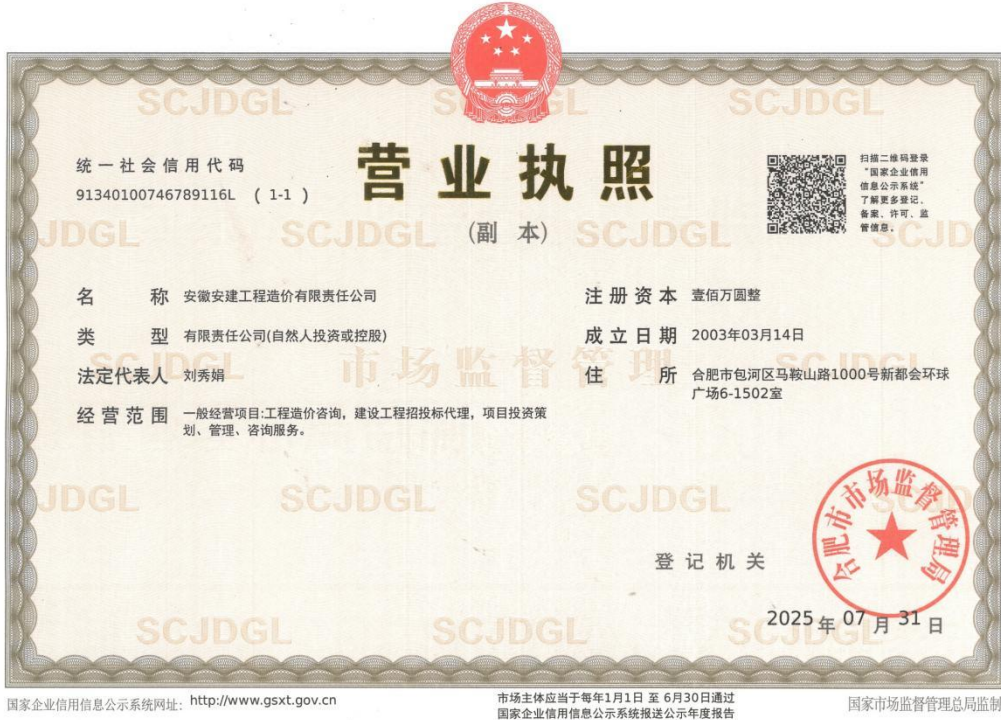 统一社会信用代码
91340100746789116L （1-1）
营业执照
(副 本)
扫描二维码登录
“国家企业信用
信息公示系统”
了解更多登记、
备案、许可、监
管信息。
名 称 安徽安建工程造价有限责任公司
类 型 有限责任公司(自然人投资或控股)
法定代表人 刘秀娟
经营范围 一般经营项目:工程造价咨询，建设工程招投标代理，项目投资策
划、管理、咨询服务。
注册资本 壹佰万圆整
成立日期 2003年03月14日
住 所 合肥市包河区马鞍山路1000号新都会环球
广场6-1502室
登记机关
合肥市市场监督管理局
2025 年 07 月 31 日
SCJDGL
市场监督管理
国家企业信用信息公示系统网址: http://www.gsxt.gov.cn
市场主体应当于每年1月1日 至 6月30日通过
国家企业信用信息公示系统报送公示年度报告
国家市场监督管理总局监制